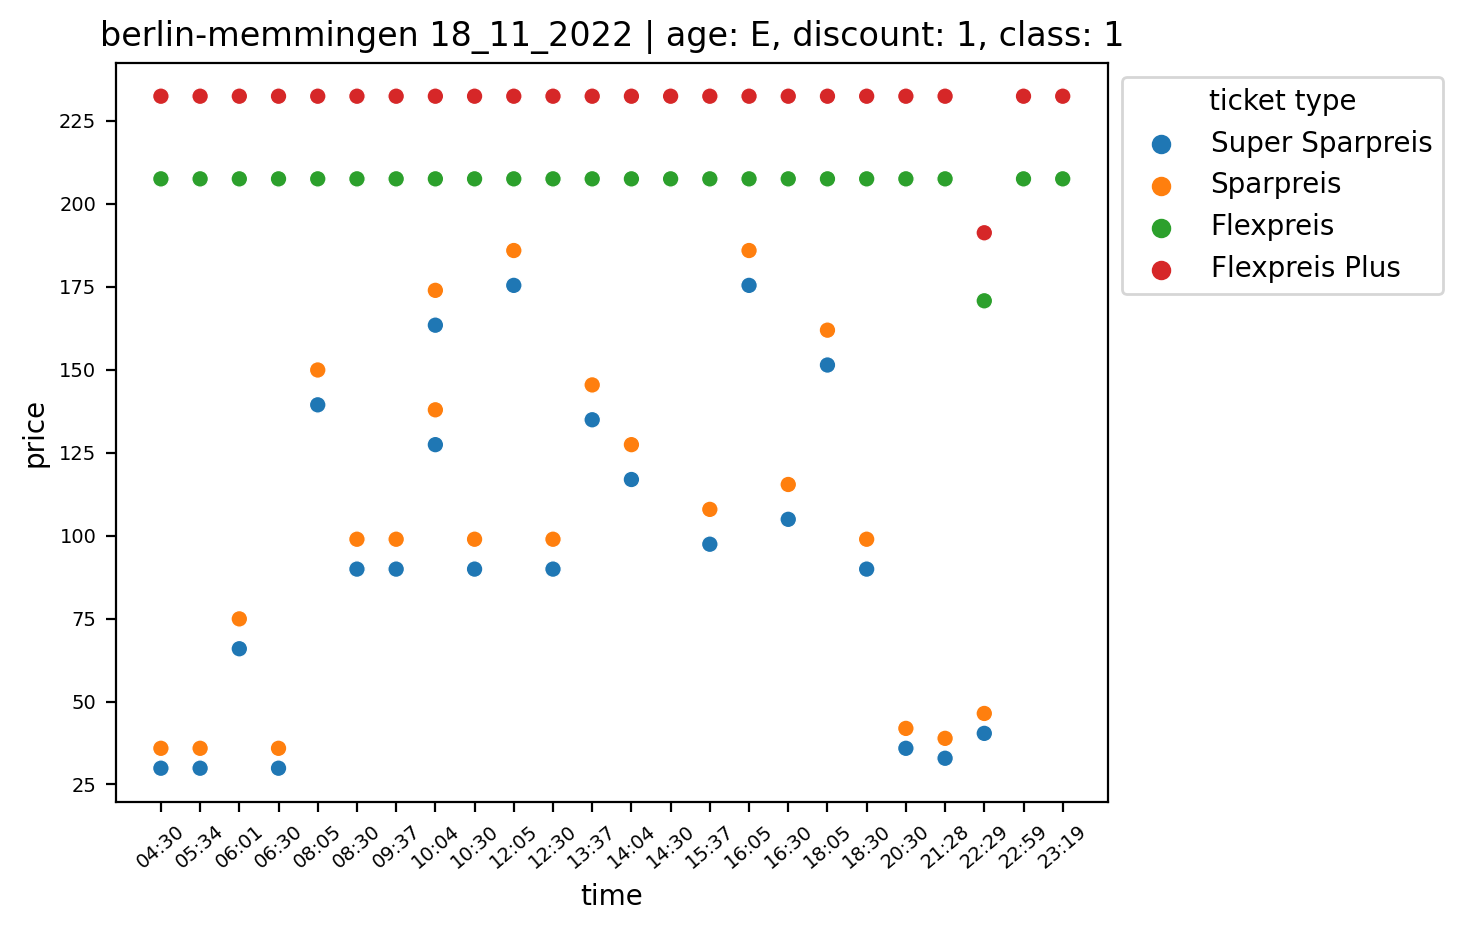 berlin-memmingen 18_11_2022 | age: E, discount: 1, class: 1
ticket type
Super Sparpreis
Sparpreis
Flexpreis
Flexpreis Plus
price
225
200
175
150
125
100
75
50
25
04:30 05:34 06:01 06:30 08:05 08:30 09:37 10:04 10:30 12:05 12:30 13:37 14:04 14:30 15:37 16:05 16:30 18:05 18:30 20:30 21:28 22:29 22:59 23:19
time